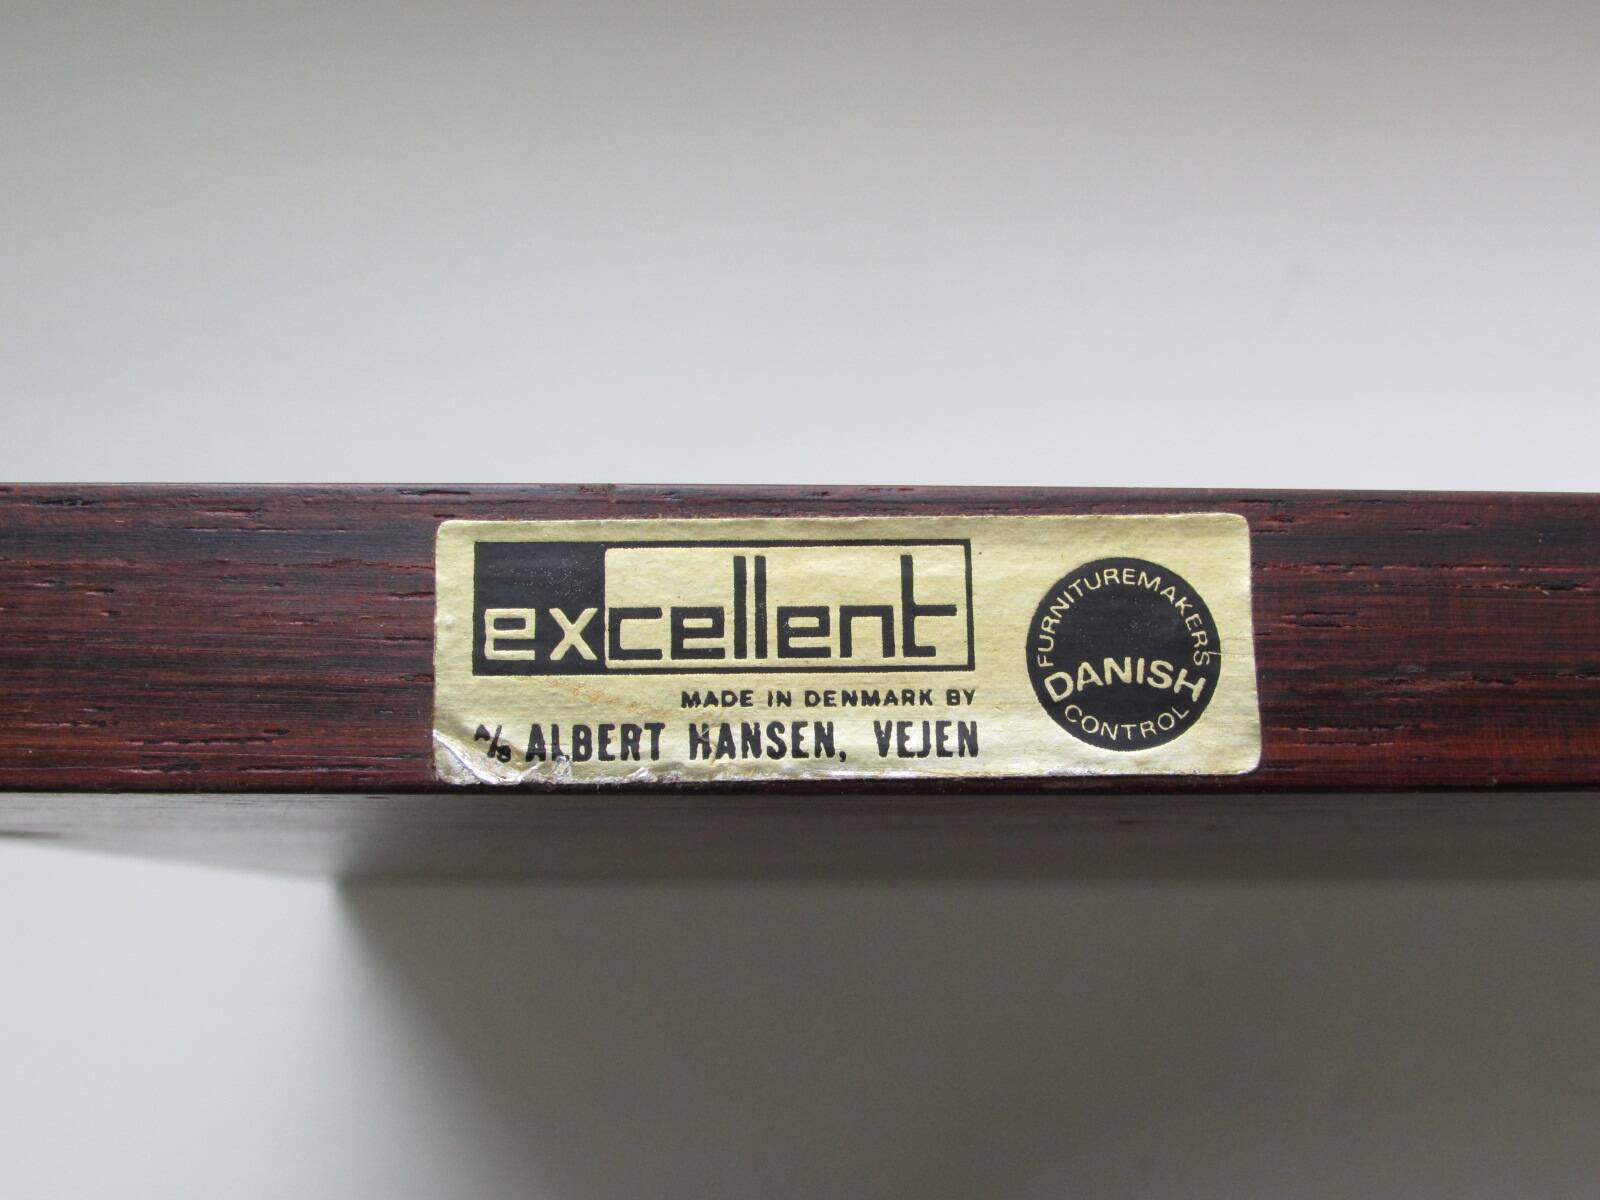 excellent
MADE IN DENMARK BY
A/S ALBERT HANSEN, VEJEN
FURNITUREMAKERS
DANISH
CONTROL